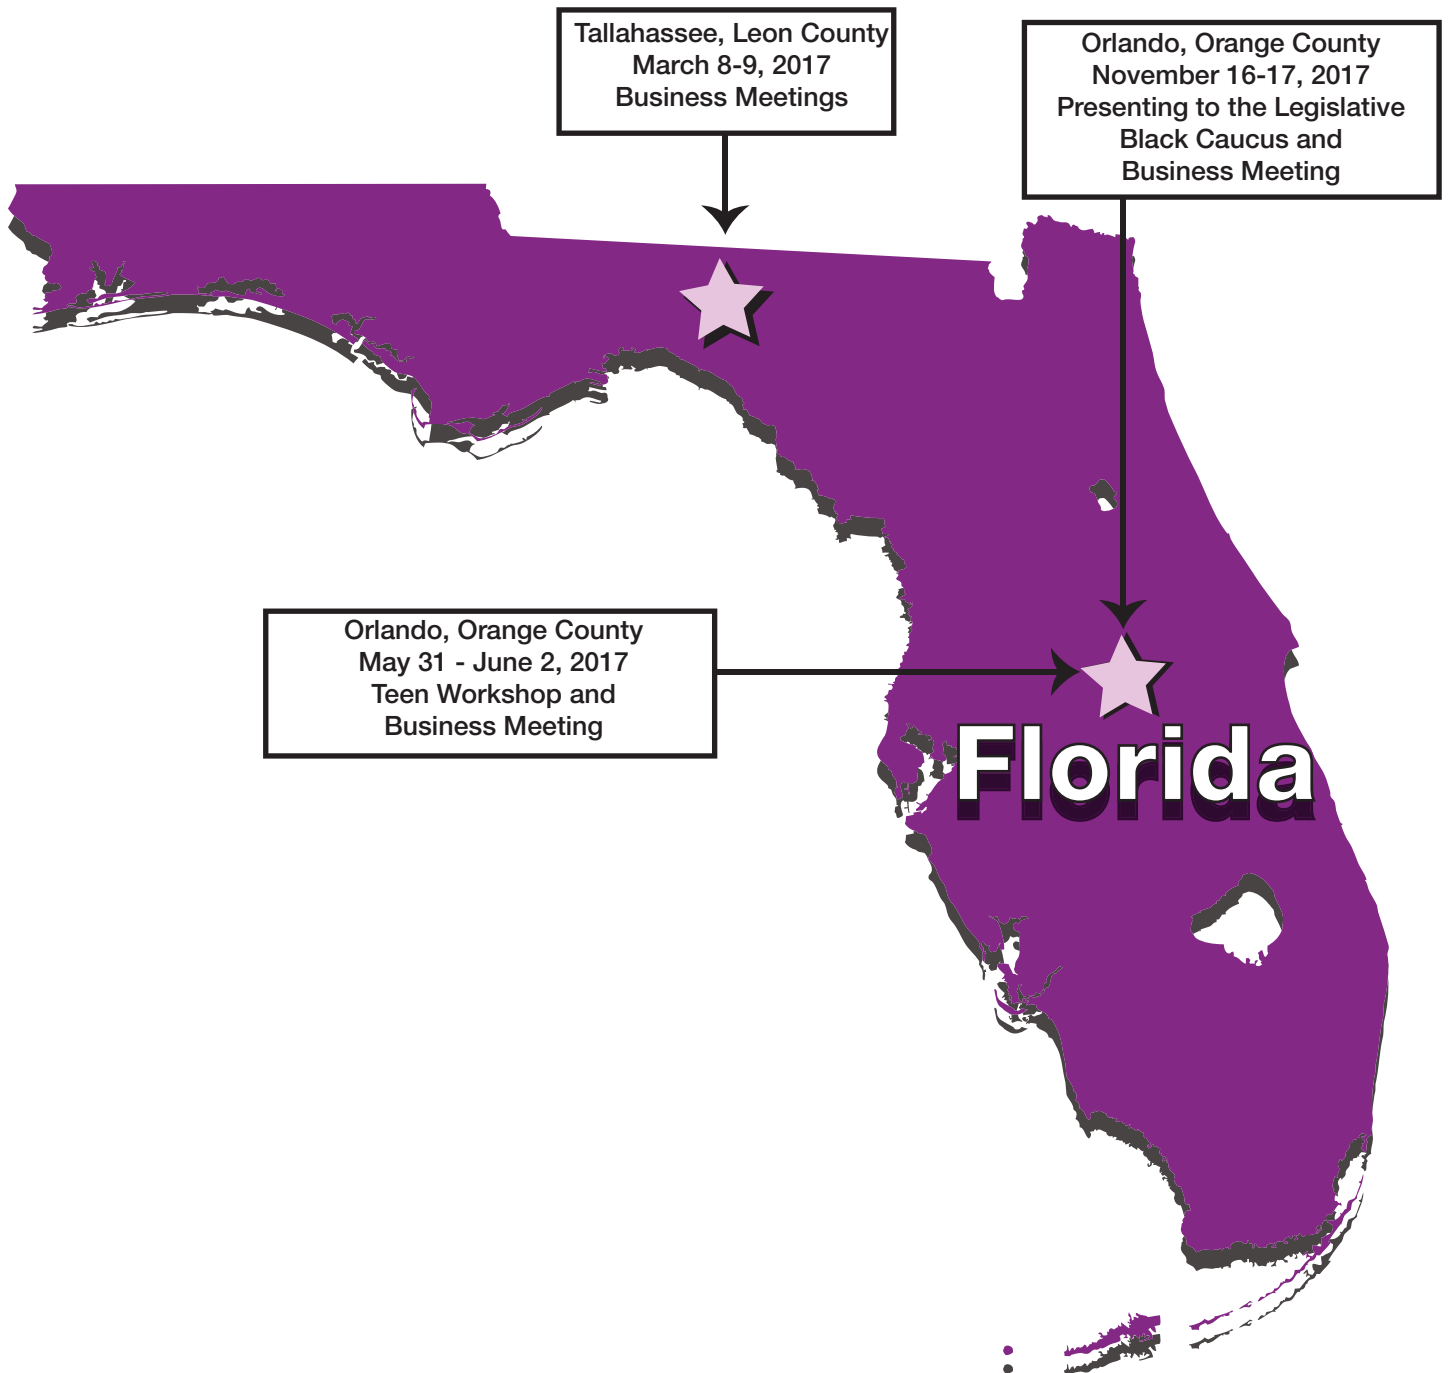 Tallahassee, Leon County
March 8-9, 2017
Business Meetings
Orlando, Orange County
November 16-17, 2017
Presenting to the Legislative
Black Caucus and
Business Meeting
Orlando, Orange County
May 31 - June 2, 2017
Teen Workshop and
Business Meeting
Florida